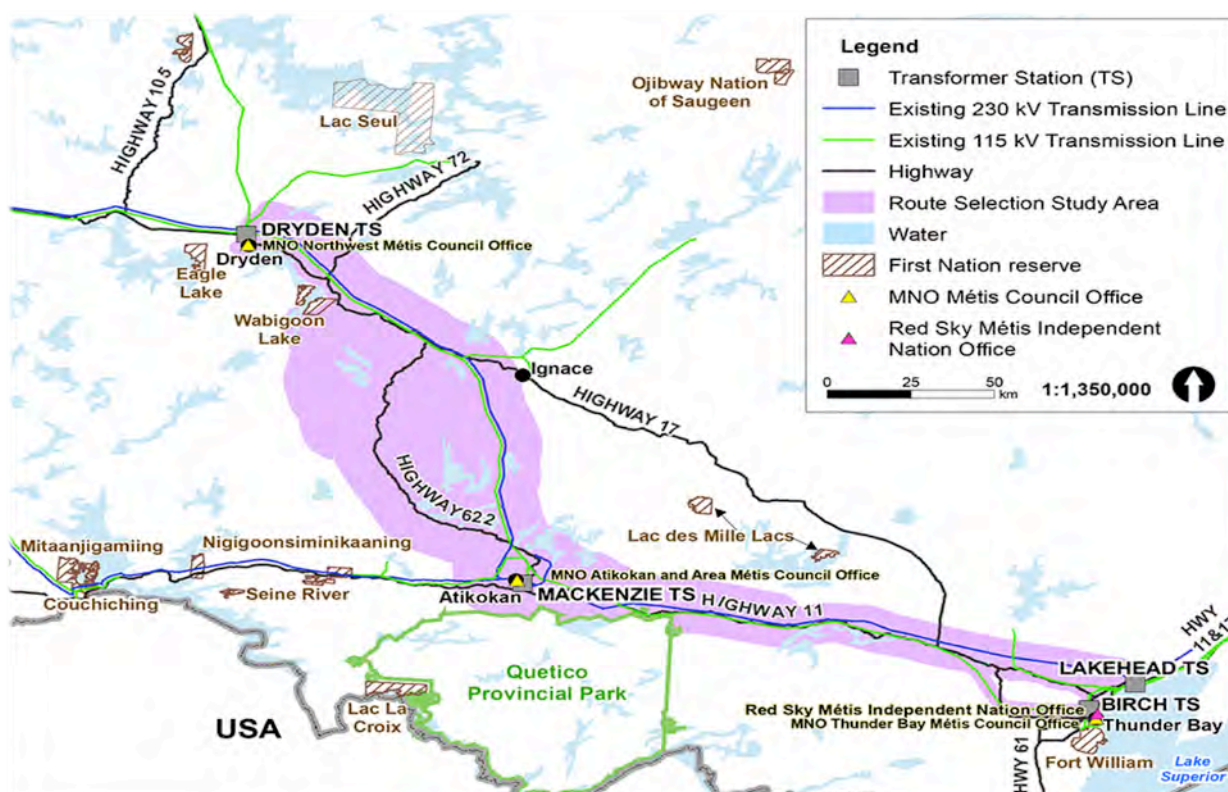 Legend
Transformer Station (TS)
Existing 230 kV Transmission Line
Existing 115 kV Transmission Line
Highway
Route Selection Study Area
Water
First Nation reserve
MNO Métis Council Office
Red Sky Métis Independent
Nation Office
0 25 50
km
1:1,350,000
Ojibway Nation
of Saugeen
HIGHWAY 105
Lac Seul
HIGHWAY 72
DRYDEN TS
MNO Northwest Métis Council Office
Dryden
Eagle
Lake
Wabigoon
Lake
Ignace
HIGHWAY 17
HIGHWAY 622
Lac des Mille Lacs
Mitaanjigamiing
Nigigoonsiminikaaning
Couchiching
Seine River
MNO Atikokan and Area Métis Council Office
Atikokan
MACKENZIE TS
HIGHWAY 11
HWY
11&17
LAKEHEAD TS
Quetico
Provincial Park
Red Sky Métis Independent Nation Office
BIRCH TS
MNO Thunder Bay Métis Council Office
Thunder Bay
Lac La
Croix
USA
HWY 61
Fort William
Lake
Superior